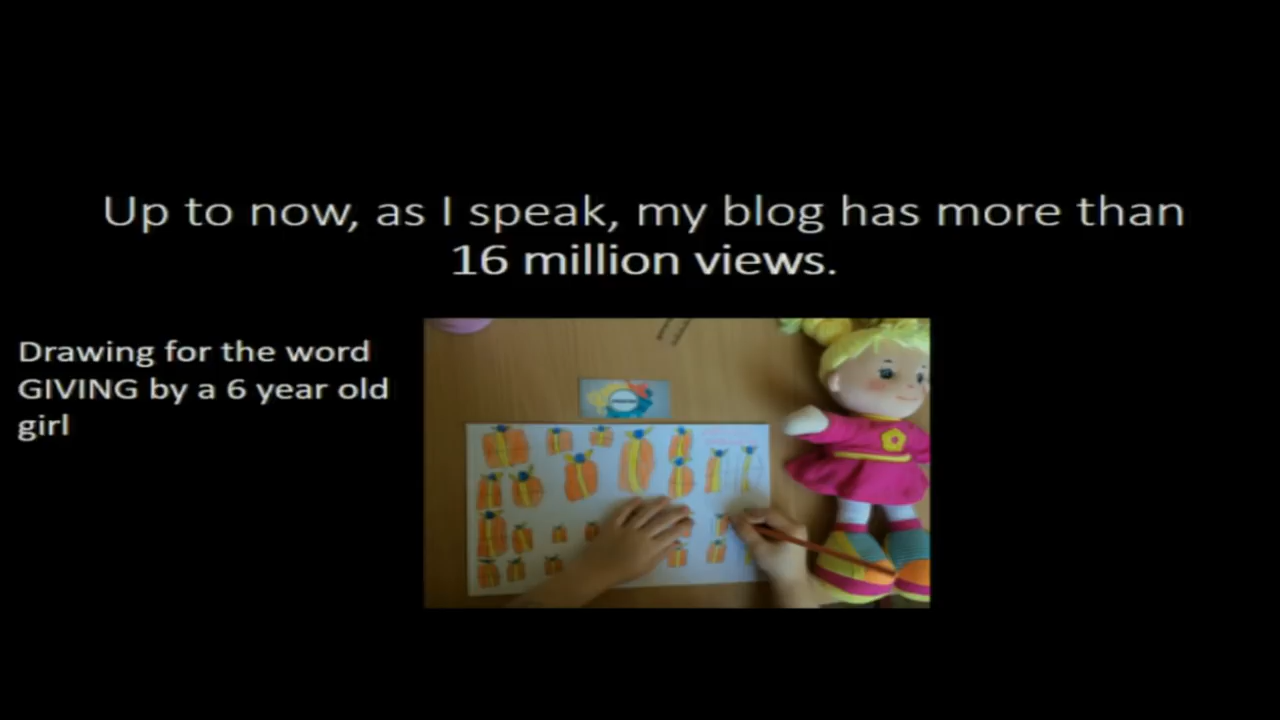 Up to now, as I speak, my blog has more than
16 million views.
Drawing for the word
GIVING by a 6 year old
girl